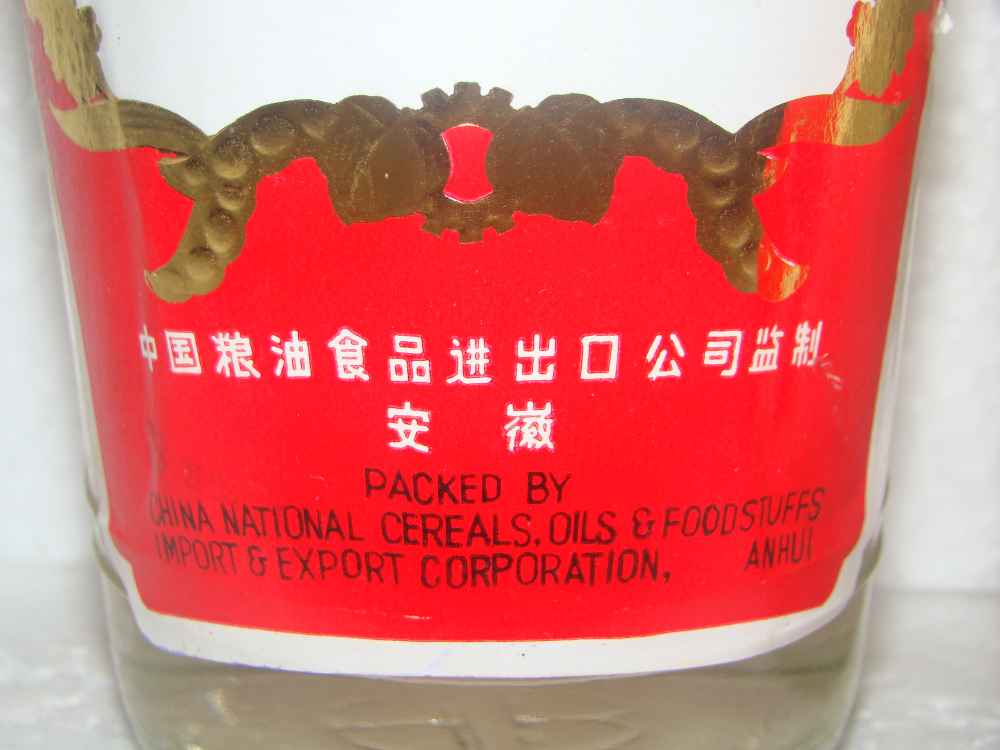 中国粮油食品进出口公司监制
安徽
PACKED BY
CHINA NATIONAL CEREALS, OILS & FOODSTUFFS
IMPORT & EXPORT CORPORATION, ANHUI